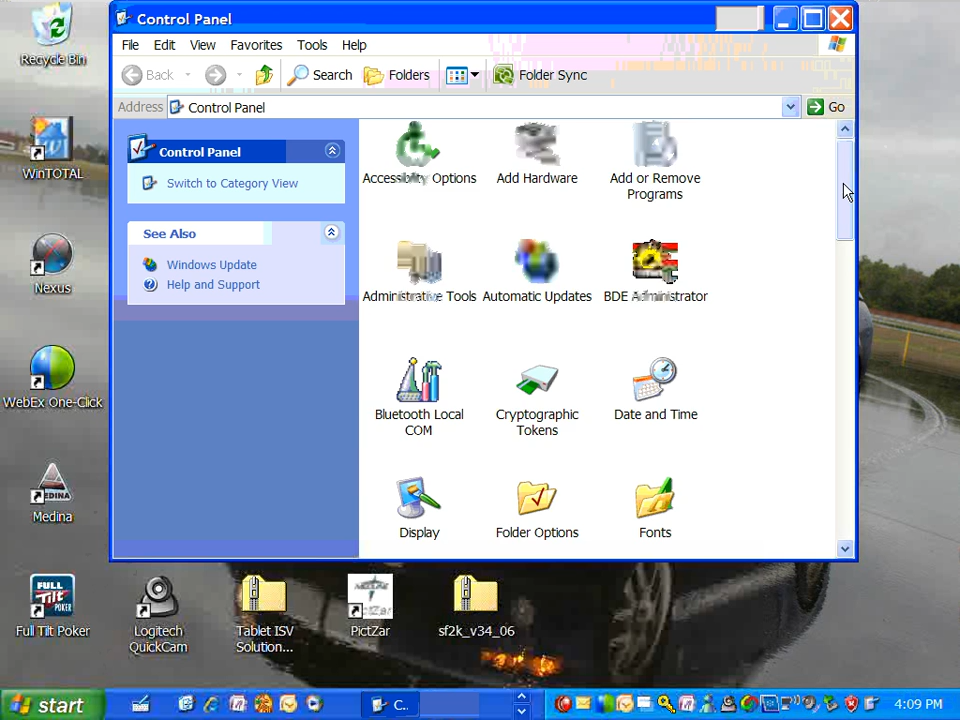 Control Panel
File Edit View Favorites Tools Help
Back Search Folders Folder Sync
Address Control Panel Go
Control Panel
Switch to Category View
See Also
Windows Update
Help and Support
Accessibility Options
Add Hardware
Add or Remove
Programs
Administrative Tools
Automatic Updates
BDE Administrator
Bluetooth Local
COM
Cryptographic
Tokens
Date and Time
Display
Folder Options
Fonts
Recycle Bin
WinTOTAL
Nexus
WebEx One-Click
MEDINA
Medina
FULL
TiLT
POKER
Full Tilt Poker
Logitech
QuickCam
Tablet ISV
Solution...
PictZar
sf2k_v34_06
start
C.
4:09 PM